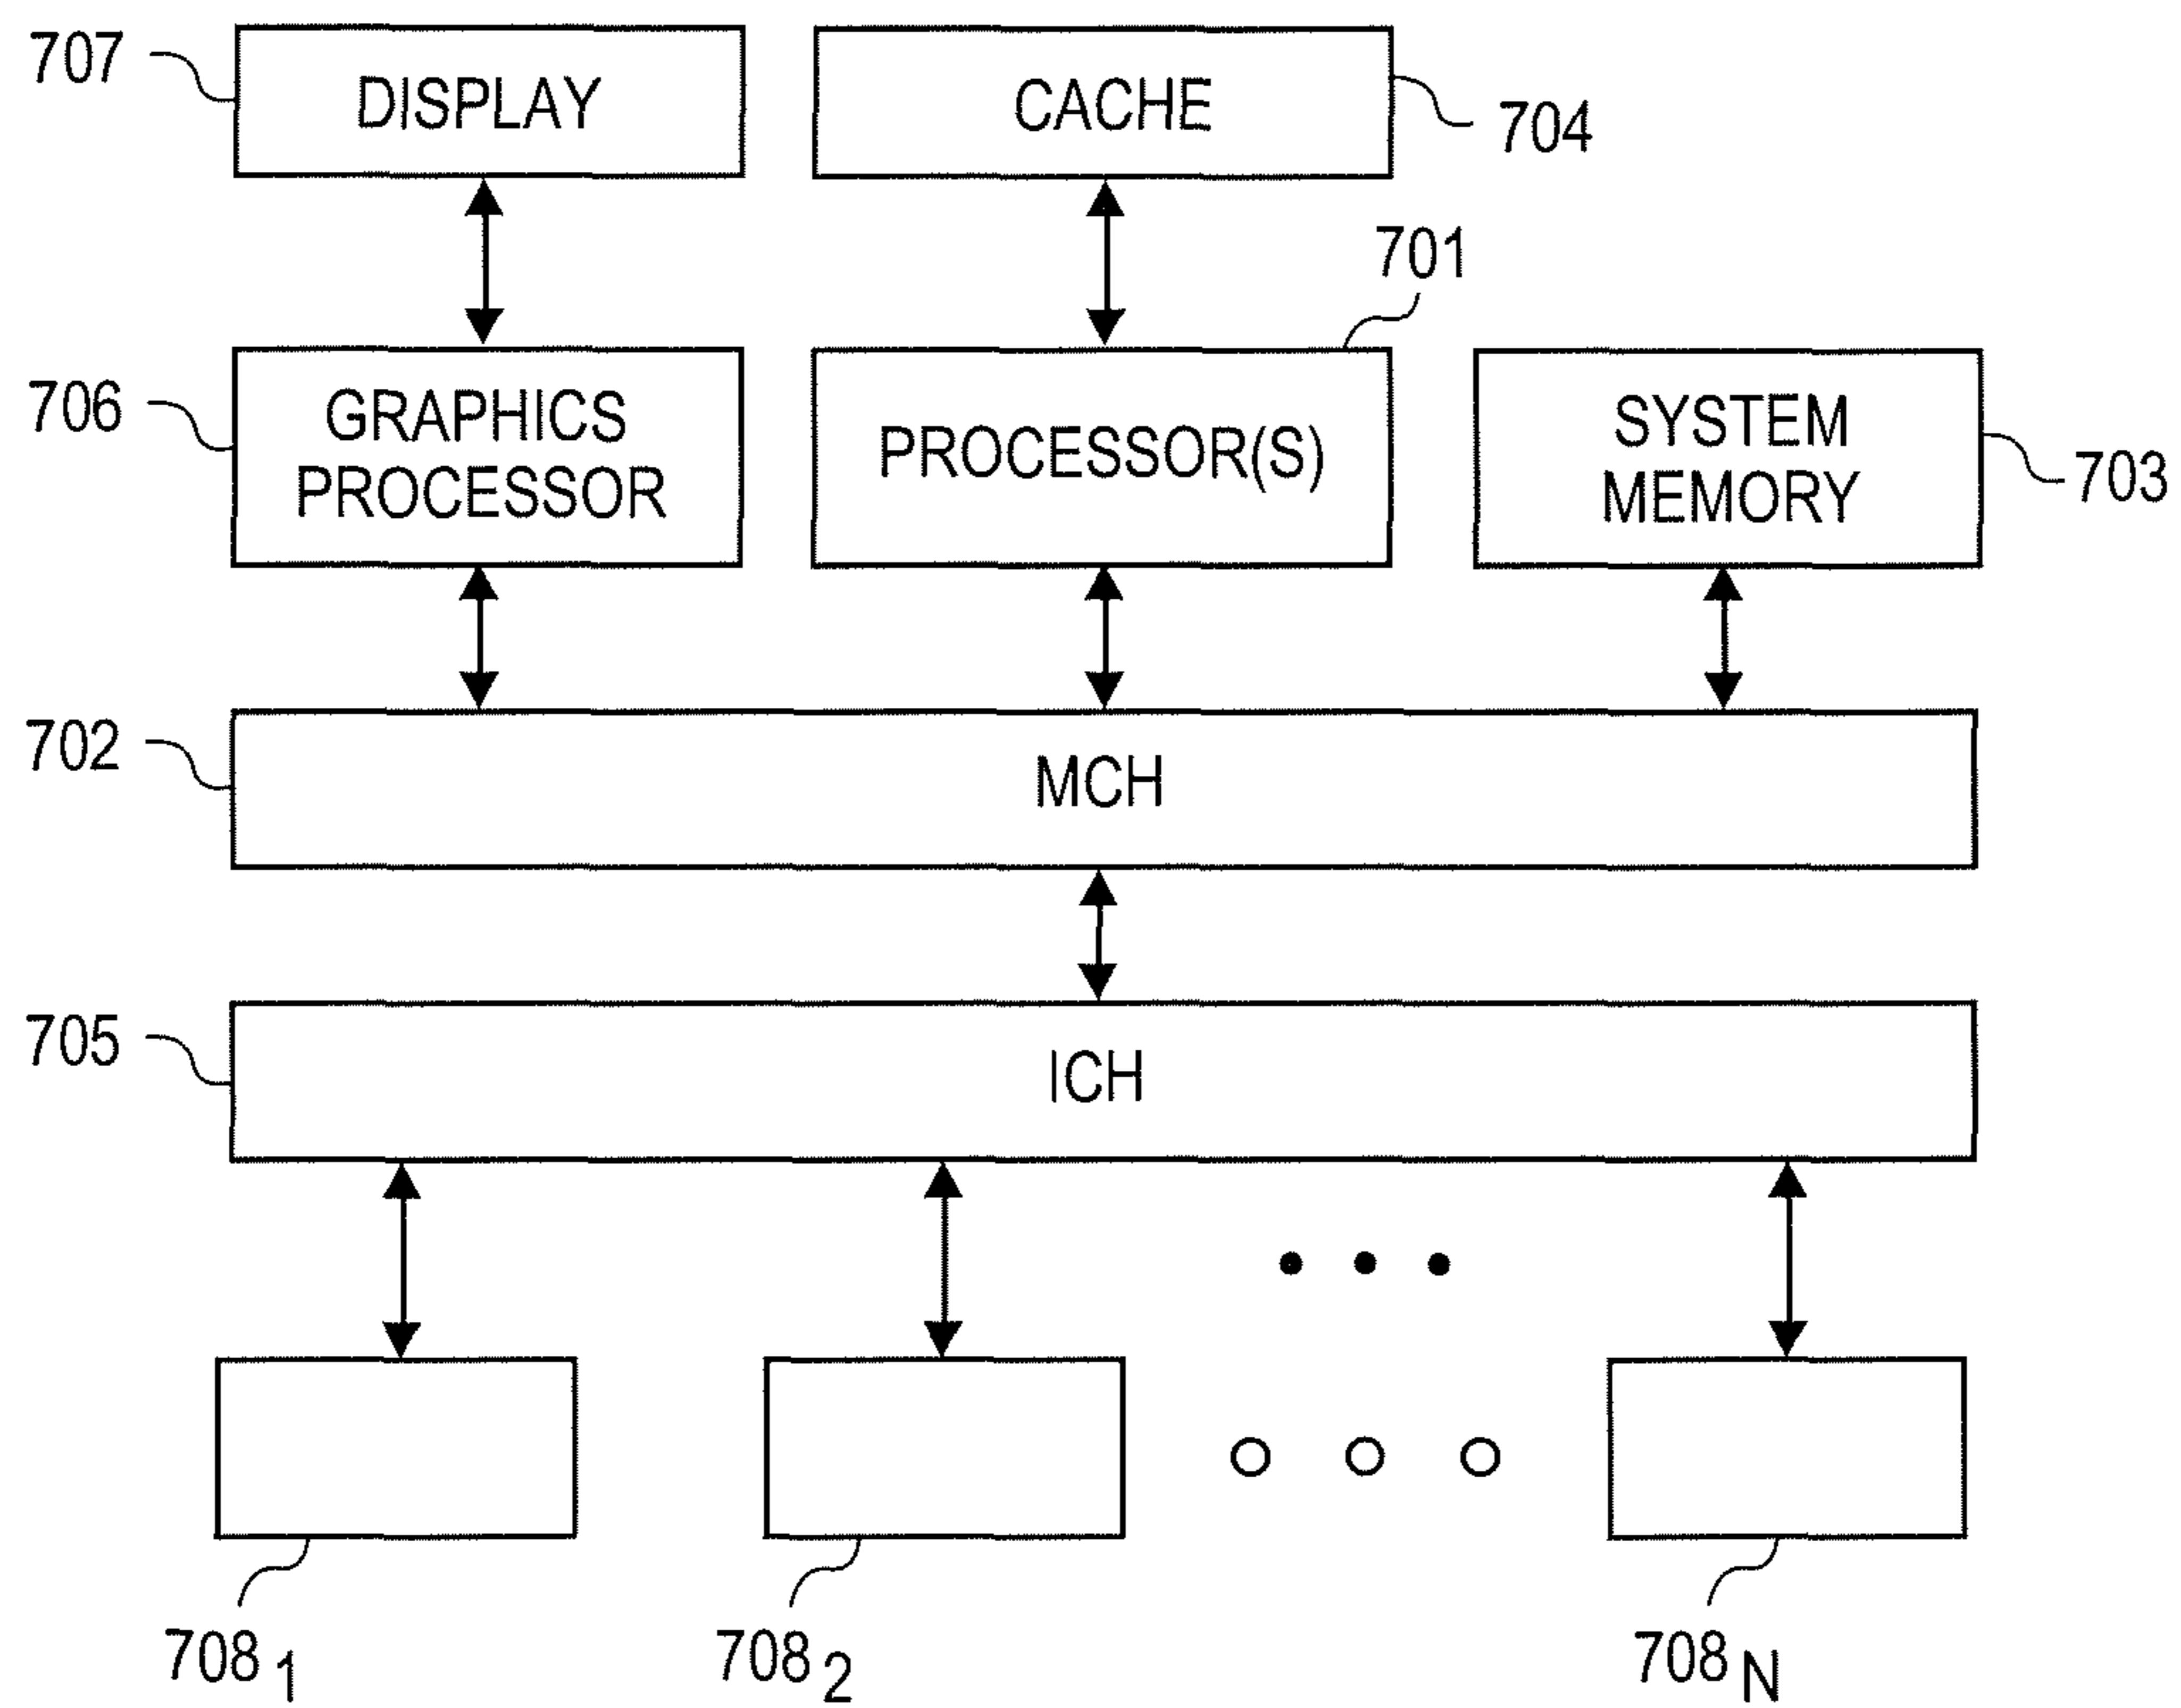 707
DISPLAY
CACHE
704
701
706
GRAPHICS
PROCESSOR
PROCESSOR(S)
SYSTEM
MEMORY
703
702
MCH
705
ICH
708 1
708 2
708 N